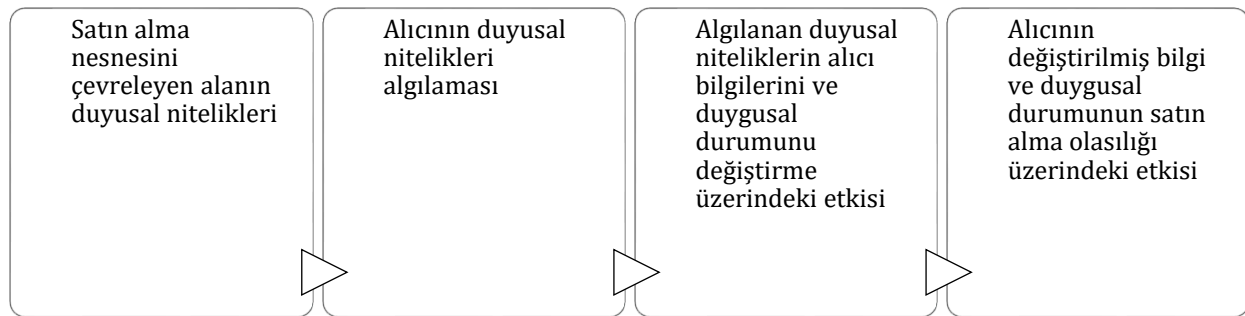 Satın alma
nesnesini
çevreleyen alanın
duyusal nitelikleri
Alıcının duyusal
nitelikleri
algılaması
Algılanan duyusal
niteliklerin alıcı
bilgilerini ve
duygusal
durumunu
değiştirme
üzerindeki etkisi
Alıcının
değiştirilmiş bilgi
ve duygusal
durumunun satın
alma olasılığı
üzerindeki etkisi